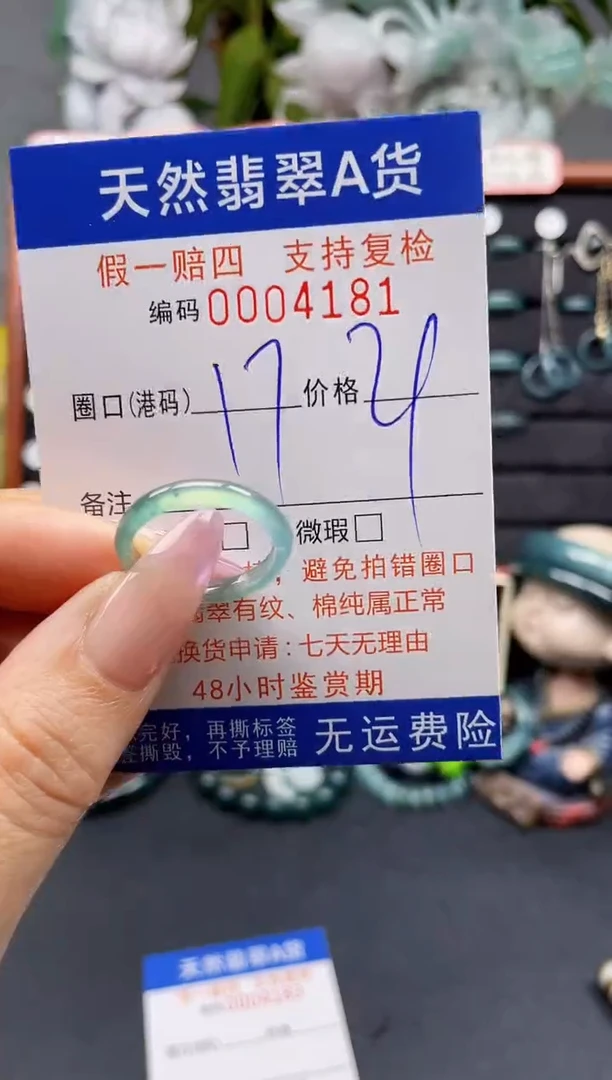 天然翡翠A货
假一赔四 支持复检
编码 0004181
圈口(港码) 17 价格 24
备注
微瑕
，避免拍错圈口
翡翠有纹、棉纯属正常
换货申请：七天无理由
48小时鉴赏期
完好，再撕标签
签撕毁，不予理赔
无运费险
天然翡翠A货